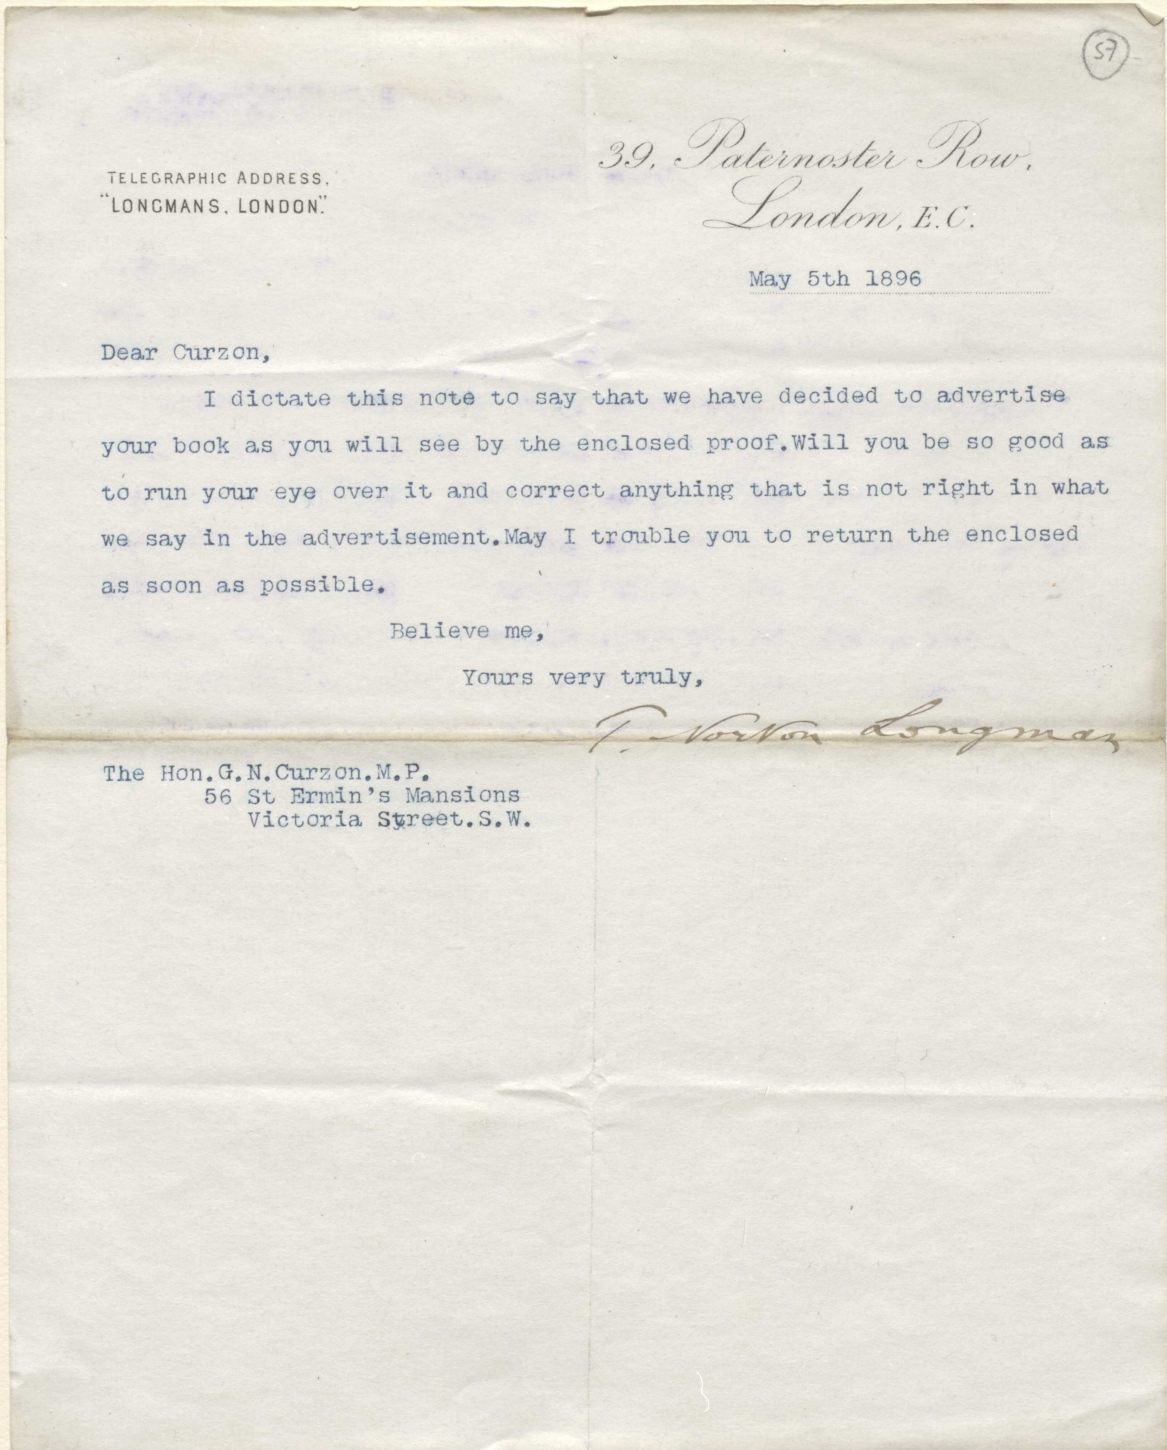 57
39, Paternoster Row,
London, E.C.
TELEGRAPHIC ADDRESS,
"LONGMANS, LONDON."
May 5th 1896
Dear Curzon,
I dictate this note to say that we have decided to advertise
your book as you will see by the enclosed proof.Will you be so good as
to run your eye over it and correct anything that is not right in what
we say in the advertisement.May I trouble you to return the enclosed
as soon as possible.
Believe me,
Yours very truly,
T. Norton Longman
The Hon.G.N.Curzon.M.P.
56 St Ermin's Mansions
Victoria Street.S.W.